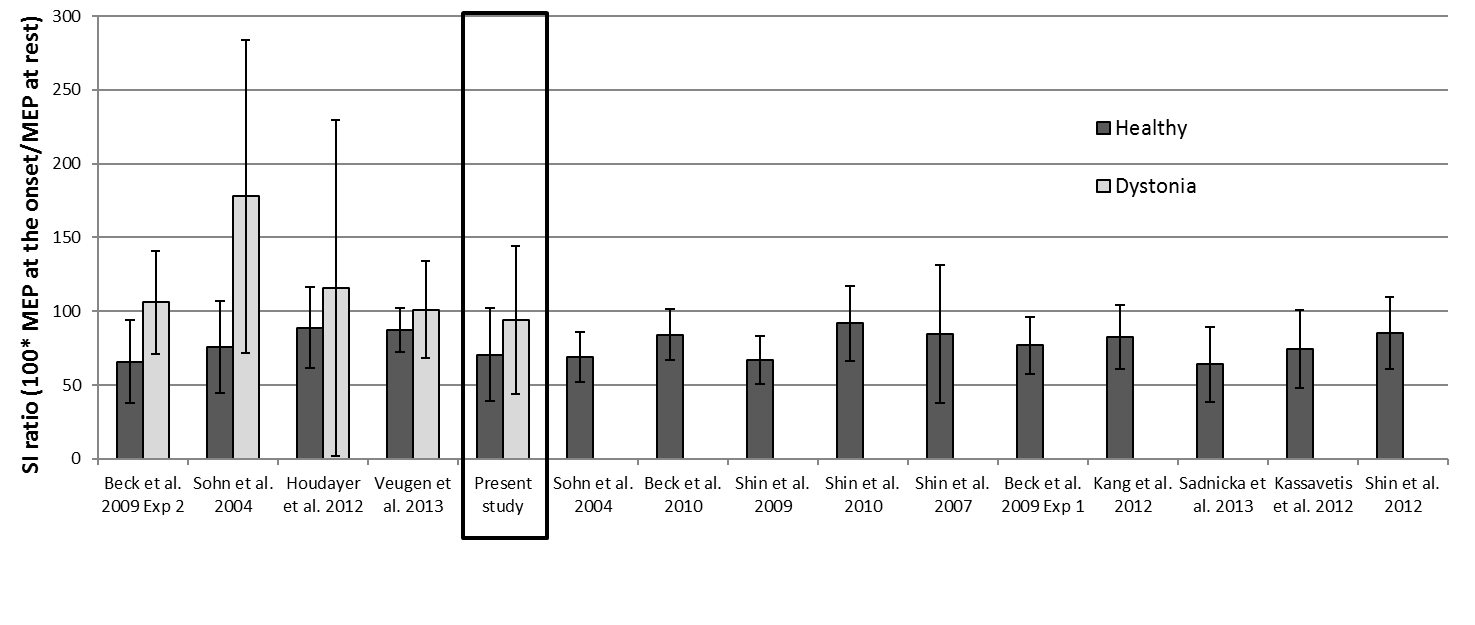 SI ratio (100* MEP at the onset/MEP at rest)
300
250
200
150
100
50
0
Healthy
Dystonia
Beck et al.
2009 Exp 2
Sohn et al.
2004
Houdayer
et al. 2012
Veugen et
al. 2013
Present
study
Sohn et al.
2004
Beck et al.
2010
Shin et al.
2009
Shin et al.
2010
Shin et al.
2007
Beck et al.
2009 Exp 1
Kang et al.
2012
Sadnicka et
al. 2013
Kassavetis
et al. 2012
Shin et al.
2012